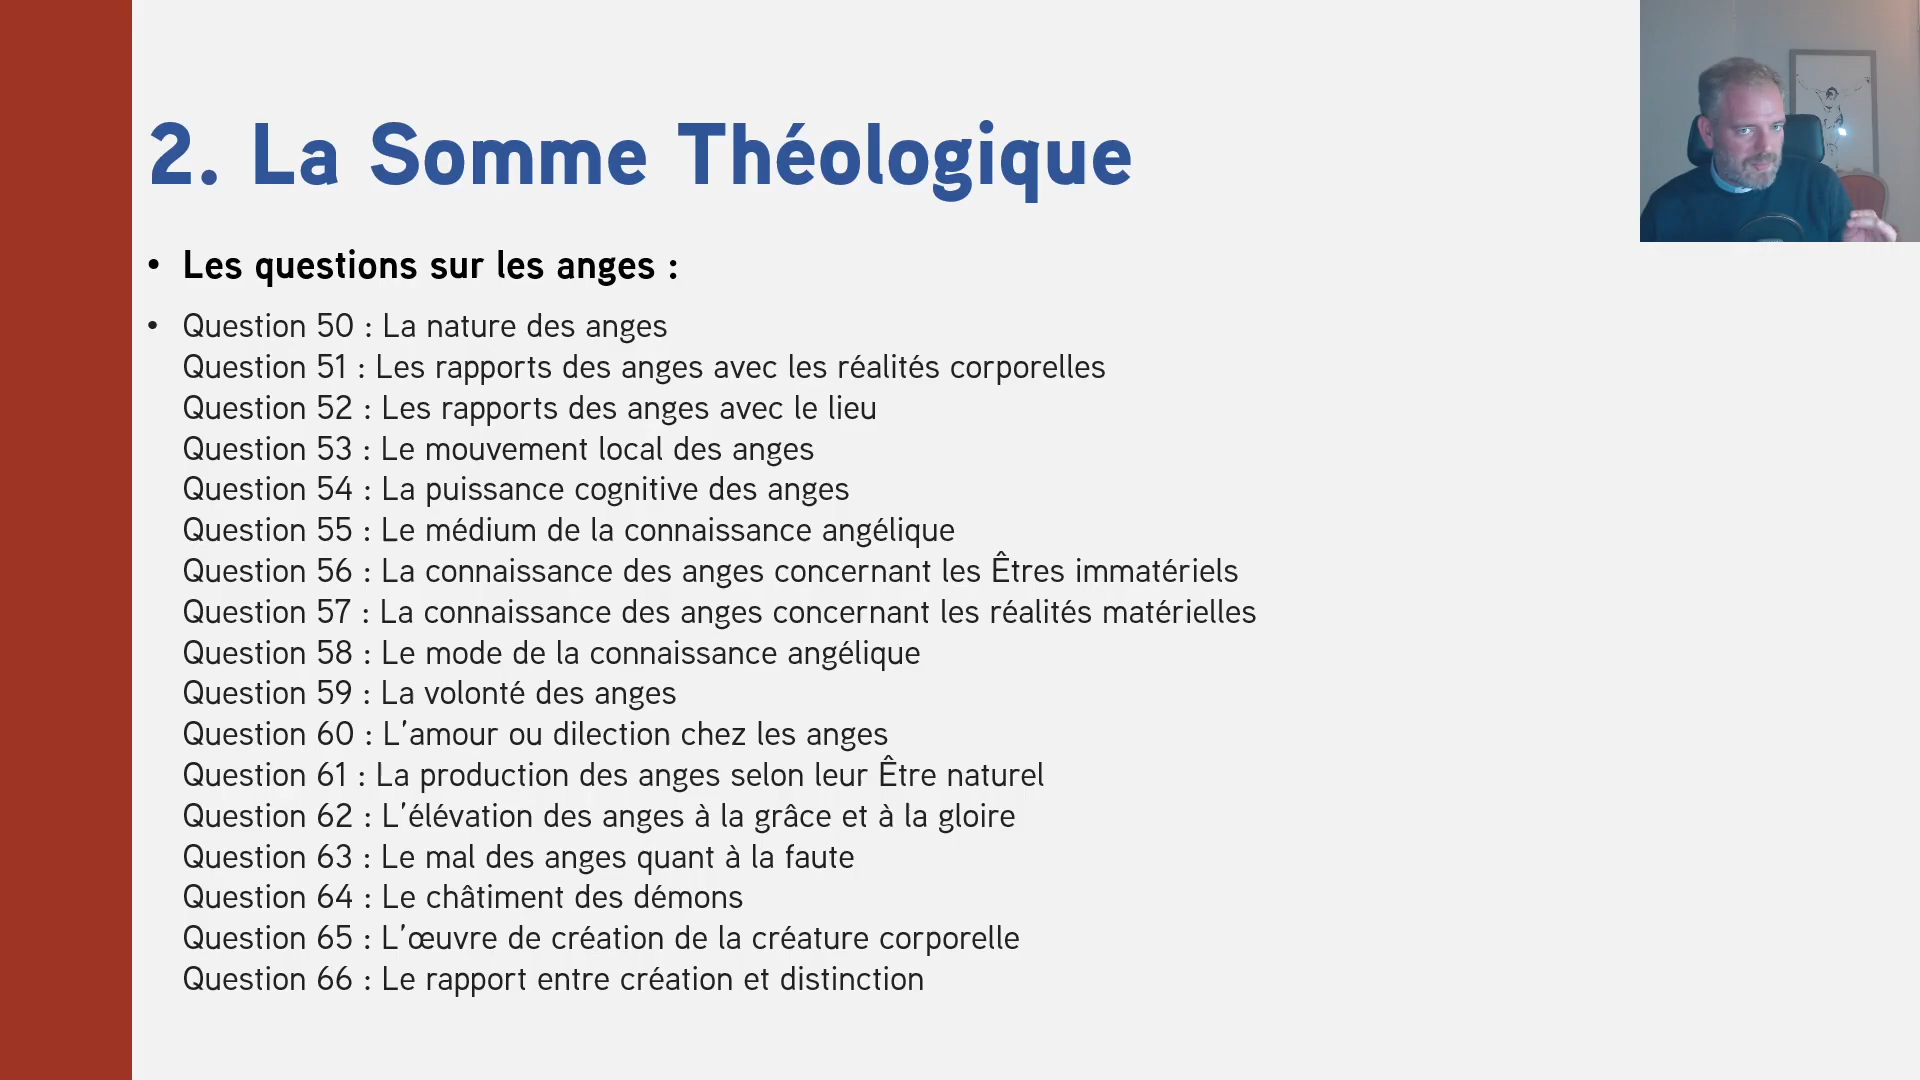 2. La Somme Théologique
• Les questions sur les anges :
• Question 50 : La nature des anges
Question 51 : Les rapports des anges avec les réalités corporelles
Question 52 : Les rapports des anges avec le lieu
Question 53 : Le mouvement local des anges
Question 54 : La puissance cognitive des anges
Question 55 : Le médium de la connaissance angélique
Question 56 : La connaissance des anges concernant les Êtres immatériels
Question 57 : La connaissance des anges concernant les réalités matérielles
Question 58 : Le mode de la connaissance angélique
Question 59 : La volonté des anges
Question 60 : L’amour ou dilection chez les anges
Question 61 : La production des anges selon leur Être naturel
Question 62 : L’élévation des anges à la grâce et à la gloire
Question 63 : Le mal des anges quant à la faute
Question 64 : Le châtiment des démons
Question 65 : L’œuvre de création de la créature corporelle
Question 66 : Le rapport entre création et distinction